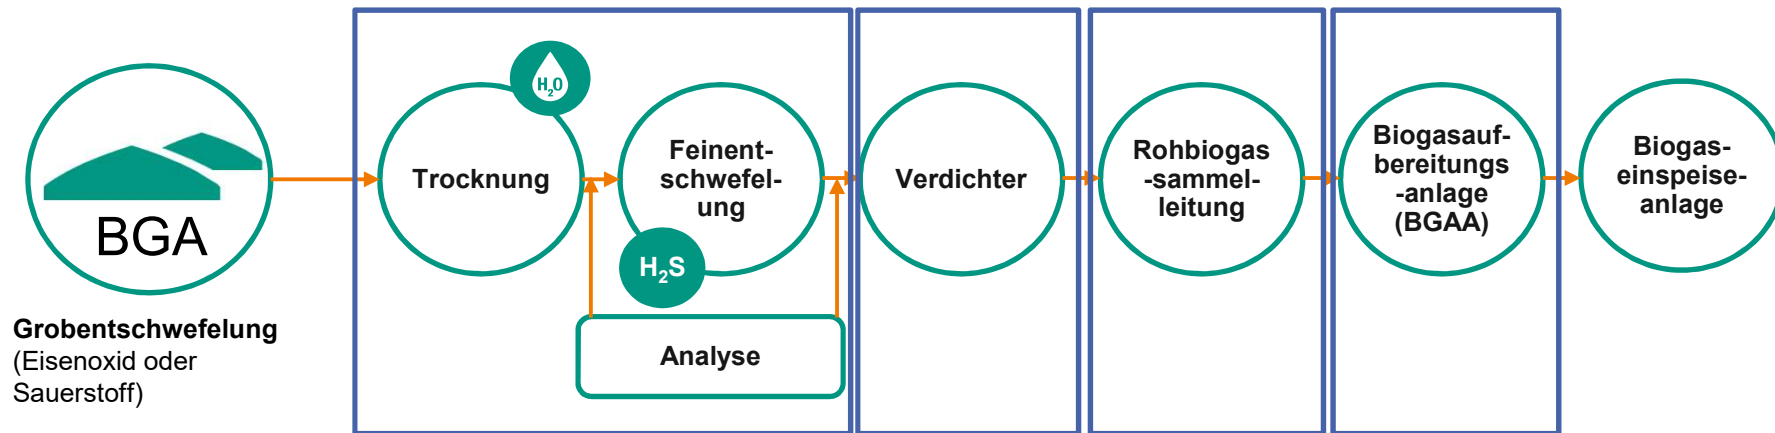 BGA
Grobentschwefelung
(Eisenoxid oder
Sauerstoff)
H₂O
Trocknung
Feinent-
schwefel-
ung
H₂S
Analyse
Verdichter
Rohbiogas
-sammel-
leitung
Biogasauf-
bereitungs
-anlage
(BGAA)
Biogas-
einspeise-
anlage